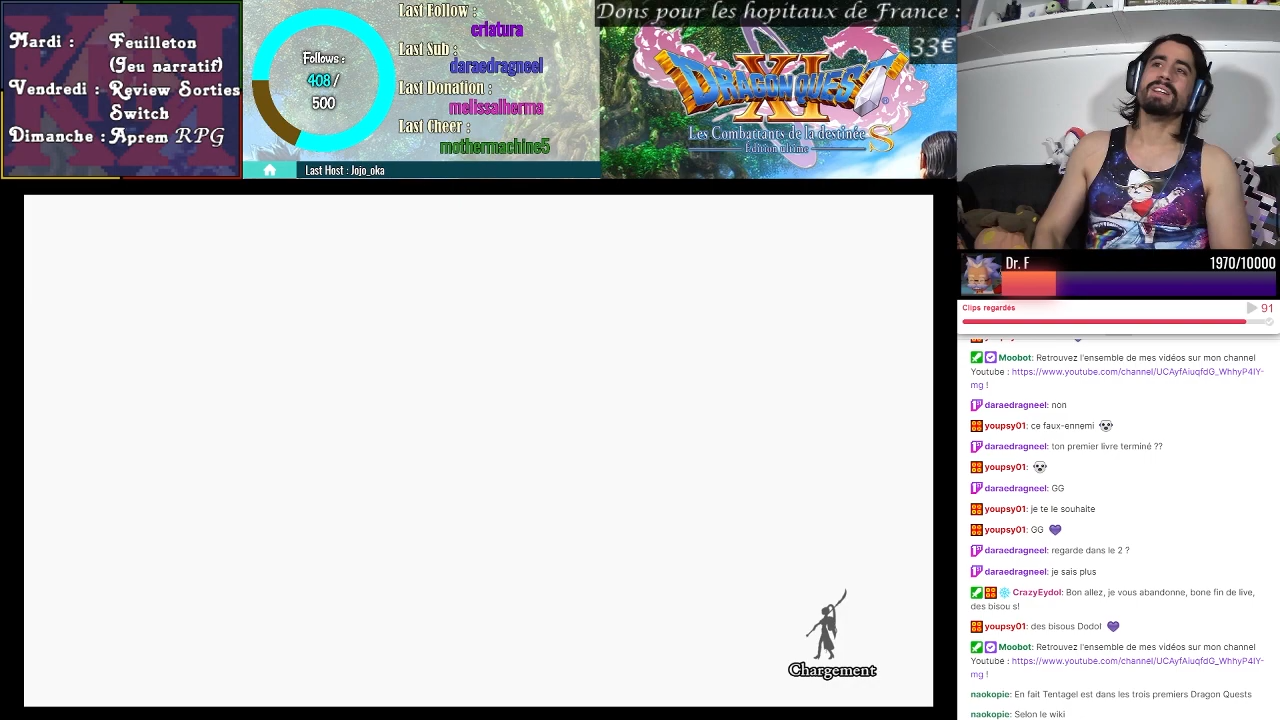 Mardi : Feuilleton
(Jeu narratif)
Vendredi : Review Sorties
Switch
Dimanche : Aprem RPG
Follows :
408 /
500
Last Follow :
criatura
Last Sub :
daraedragneel
Last Donation :
melissalherma
Last Cheer :
mothermachine5
Last Host : Jojo_oka
Dons pour les hopitaux de France :
33€
DRAGON QUEST
XI
Les Combattants de la destinée
S
Édition ultime
Dr. F 1970/10000
Clips regardés 91
Moobot: Retrouvez l'ensemble de mes vidéos sur mon channel
Youtube : https://www.youtube.com/channel/UCAyfAiuqfdG_WhhyP4IY-
mg !
daraedragneel: non
youpsy01: ce faux-ennemi
daraedragneel: ton premier livre terminé ??
youpsy01:
daraedragneel: GG
youpsy01: je te le souhaite
youpsy01: GG
daraedragneel: regarde dans le 2 ?
daraedragneel: je sais plus
CrazyEydol: Bon allez, je vous abandonne, bone fin de live,
des bisou s!
youpsy01: des bisous Dodo!
Moobot: Retrouvez l'ensemble de mes vidéos sur mon channel
Youtube : https://www.youtube.com/channel/UCAyfAiuqfdG_WhhyP4IY-
mg !
naokopie: En fait Tentagel est dans les trois premiers Dragon Quests
naokopie: Selon le wiki
Chargement